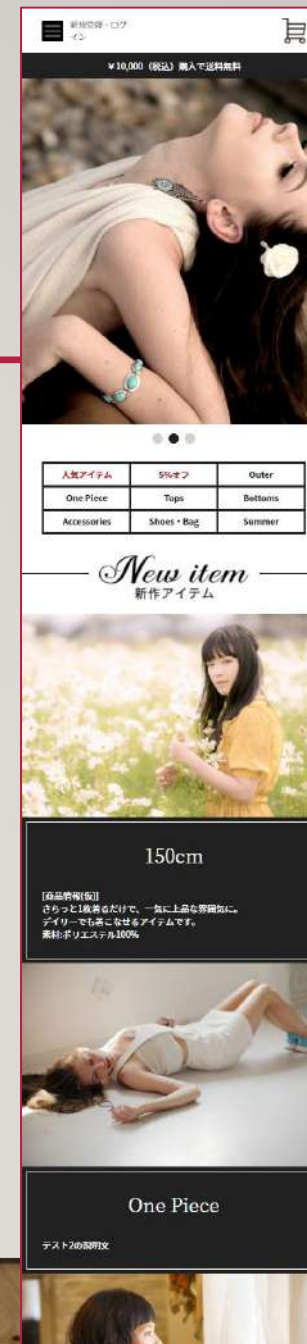 新規登録・ログ
イン
￥10,000（税込）購入で送料無料
人気アイテム
5%オフ
Outer
One Piece
Tops
Bottoms
Accessories
Shoes・Bag
Summer
New item
新作アイテム
150cm
[商品情報(仮)]
さらっと1枚着るだけで、一気に上品な雰囲気に。
デイリーでも着こなせるアイテムです。
素材:ポリエステル100%
One Piece
テスト2の説明文